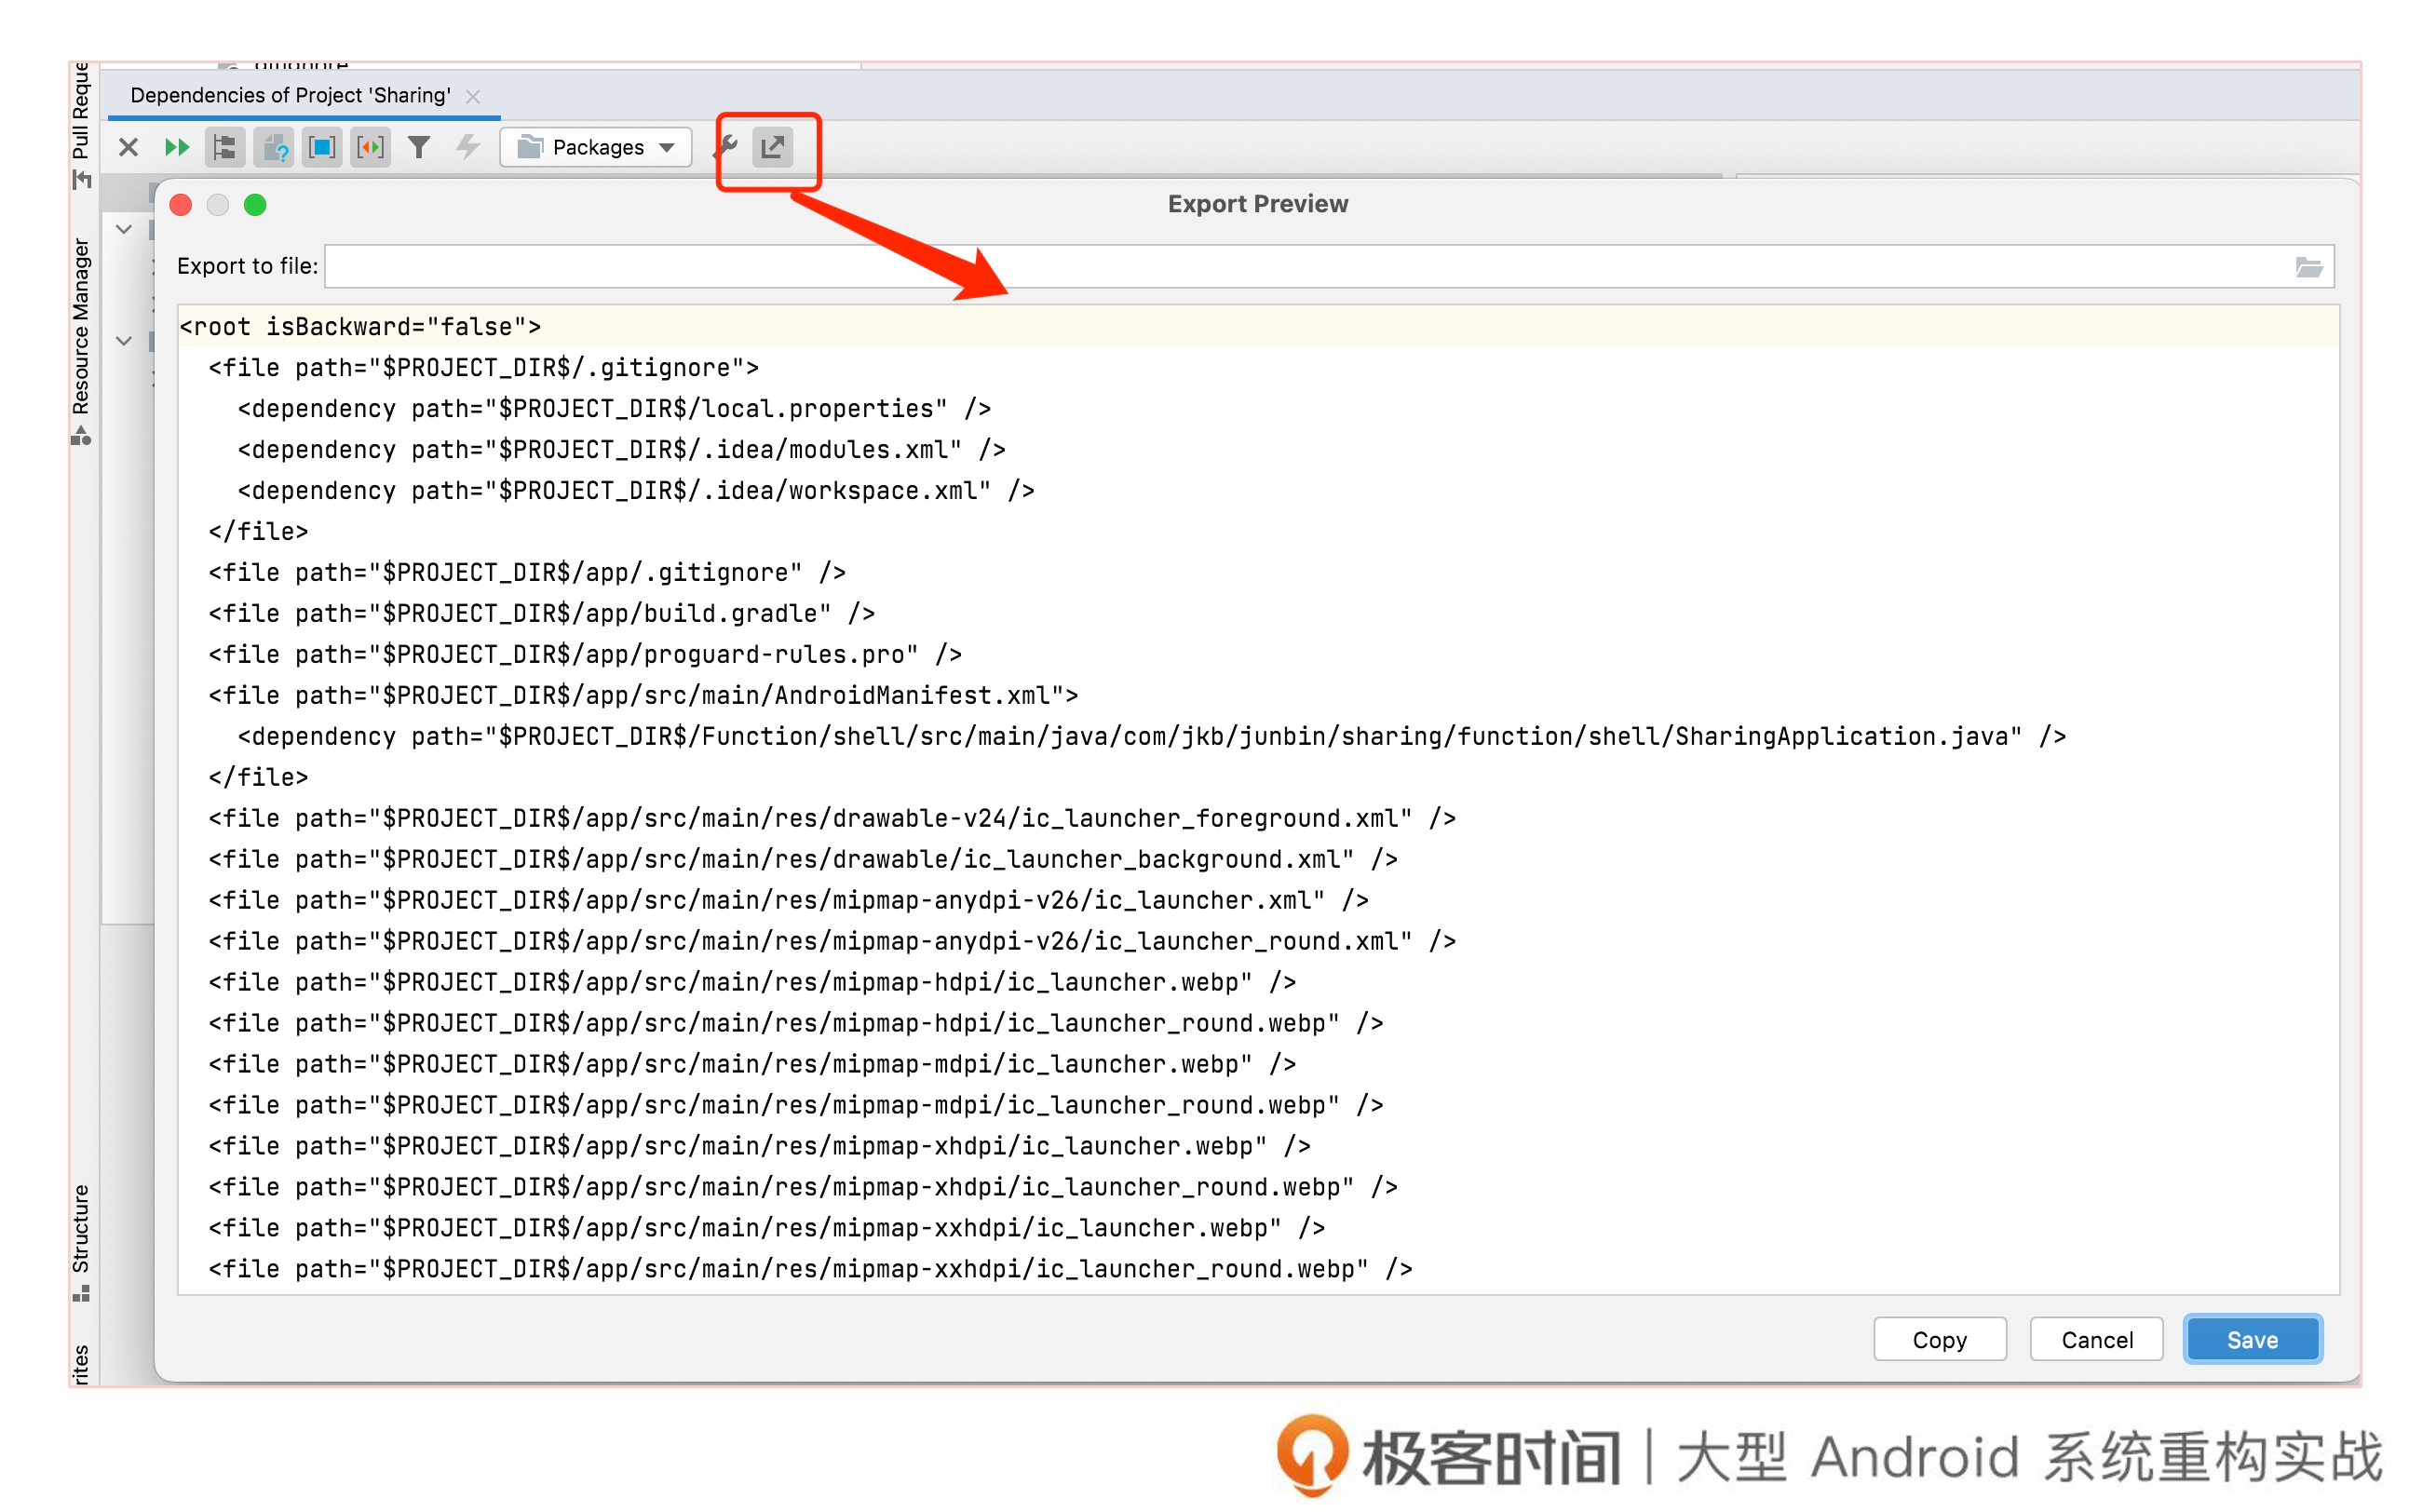 Pull Reque
Resource Manager
Structure
rites
Dependencies of Project 'Sharing'
Packages
Export Preview
Export to file:
<root isBackward="false">
  <file path="$PROJECT_DIR$/.gitignore">
    <dependency path="$PROJECT_DIR$/local.properties" />
    <dependency path="$PROJECT_DIR$/.idea/modules.xml" />
    <dependency path="$PROJECT_DIR$/.idea/workspace.xml" />
  </file>
  <file path="$PROJECT_DIR$/app/.gitignore" />
  <file path="$PROJECT_DIR$/app/build.gradle" />
  <file path="$PROJECT_DIR$/app/proguard-rules.pro" />
  <file path="$PROJECT_DIR$/app/src/main/AndroidManifest.xml">
    <dependency path="$PROJECT_DIR$/Function/shell/src/main/java/com/jkb/junbin/sharing/function/shell/SharingApplication.java" />
  </file>
  <file path="$PROJECT_DIR$/app/src/main/res/drawable-v24/ic_launcher_foreground.xml" />
  <file path="$PROJECT_DIR$/app/src/main/res/drawable/ic_launcher_background.xml" />
  <file path="$PROJECT_DIR$/app/src/main/res/mipmap-anydpi-v26/ic_launcher.xml" />
  <file path="$PROJECT_DIR$/app/src/main/res/mipmap-anydpi-v26/ic_launcher_round.xml" />
  <file path="$PROJECT_DIR$/app/src/main/res/mipmap-hdpi/ic_launcher.webp" />
  <file path="$PROJECT_DIR$/app/src/main/res/mipmap-hdpi/ic_launcher_round.webp" />
  <file path="$PROJECT_DIR$/app/src/main/res/mipmap-mdpi/ic_launcher.webp" />
  <file path="$PROJECT_DIR$/app/src/main/res/mipmap-mdpi/ic_launcher_round.webp" />
  <file path="$PROJECT_DIR$/app/src/main/res/mipmap-xhdpi/ic_launcher.webp" />
  <file path="$PROJECT_DIR$/app/src/main/res/mipmap-xhdpi/ic_launcher_round.webp" />
  <file path="$PROJECT_DIR$/app/src/main/res/mipmap-xxhdpi/ic_launcher.webp" />
  <file path="$PROJECT_DIR$/app/src/main/res/mipmap-xxhdpi/ic_launcher_round.webp" />
Copy
Cancel
Save
极客时间 | 大型 Android 系统重构实战